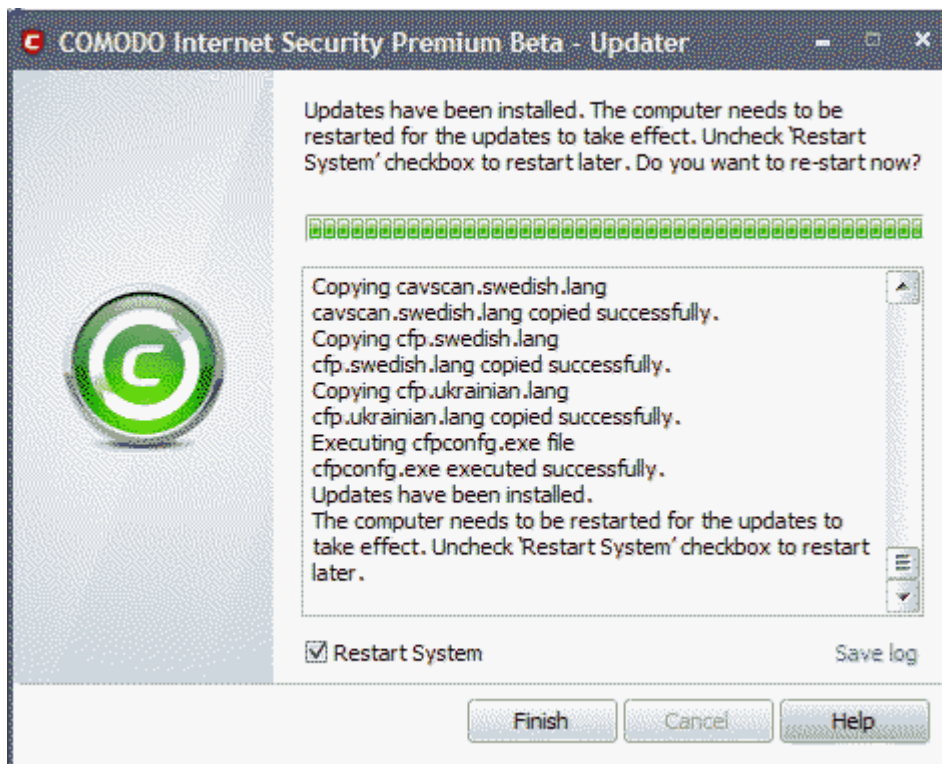 COMODO Internet Security Premium Beta - Updater
Updates have been installed. The computer needs to be
restarted for the updates to take effect. Uncheck 'Restart
System' checkbox to restart later. Do you want to re-start now?
Copying cavscan.swedish.lang
cavscan.swedish.lang copied successfully.
Copying cfp.swedish.lang
cfp.swedish.lang copied successfully.
Copying cfp.ukrainian.lang
cfp.ukrainian.lang copied successfully.
Executing cfpconfg.exe file
cfpconfg.exe executed successfully.
Updates have been installed.
The computer needs to be restarted for the updates to
take effect. Uncheck 'Restart System' checkbox to restart
later.
Restart System
Save log
Finish
Cancel
Help